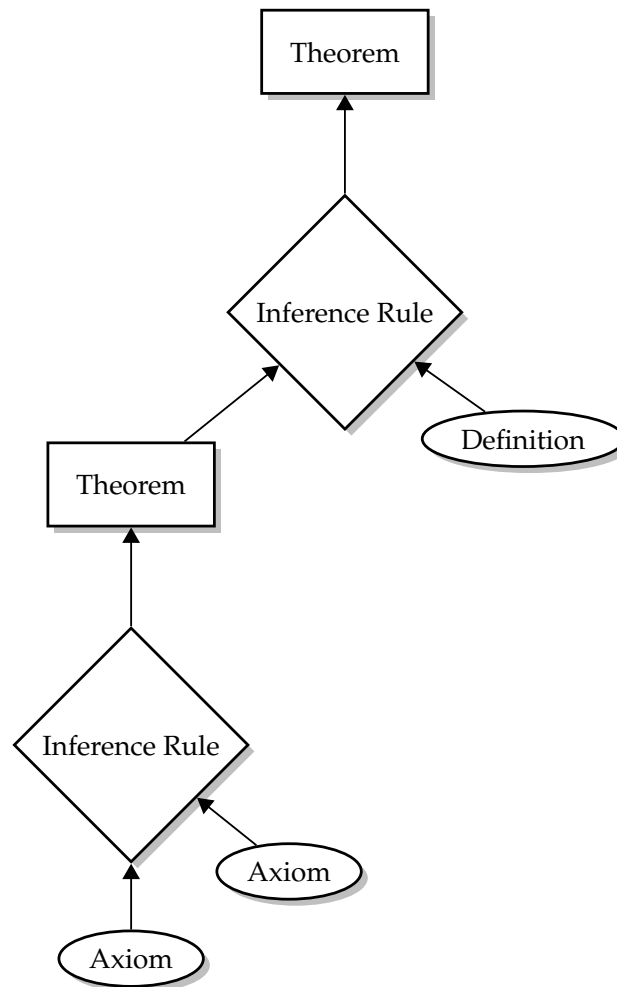 Theorem
Inference Rule
Definition
Theorem
Inference Rule
Axiom
Axiom